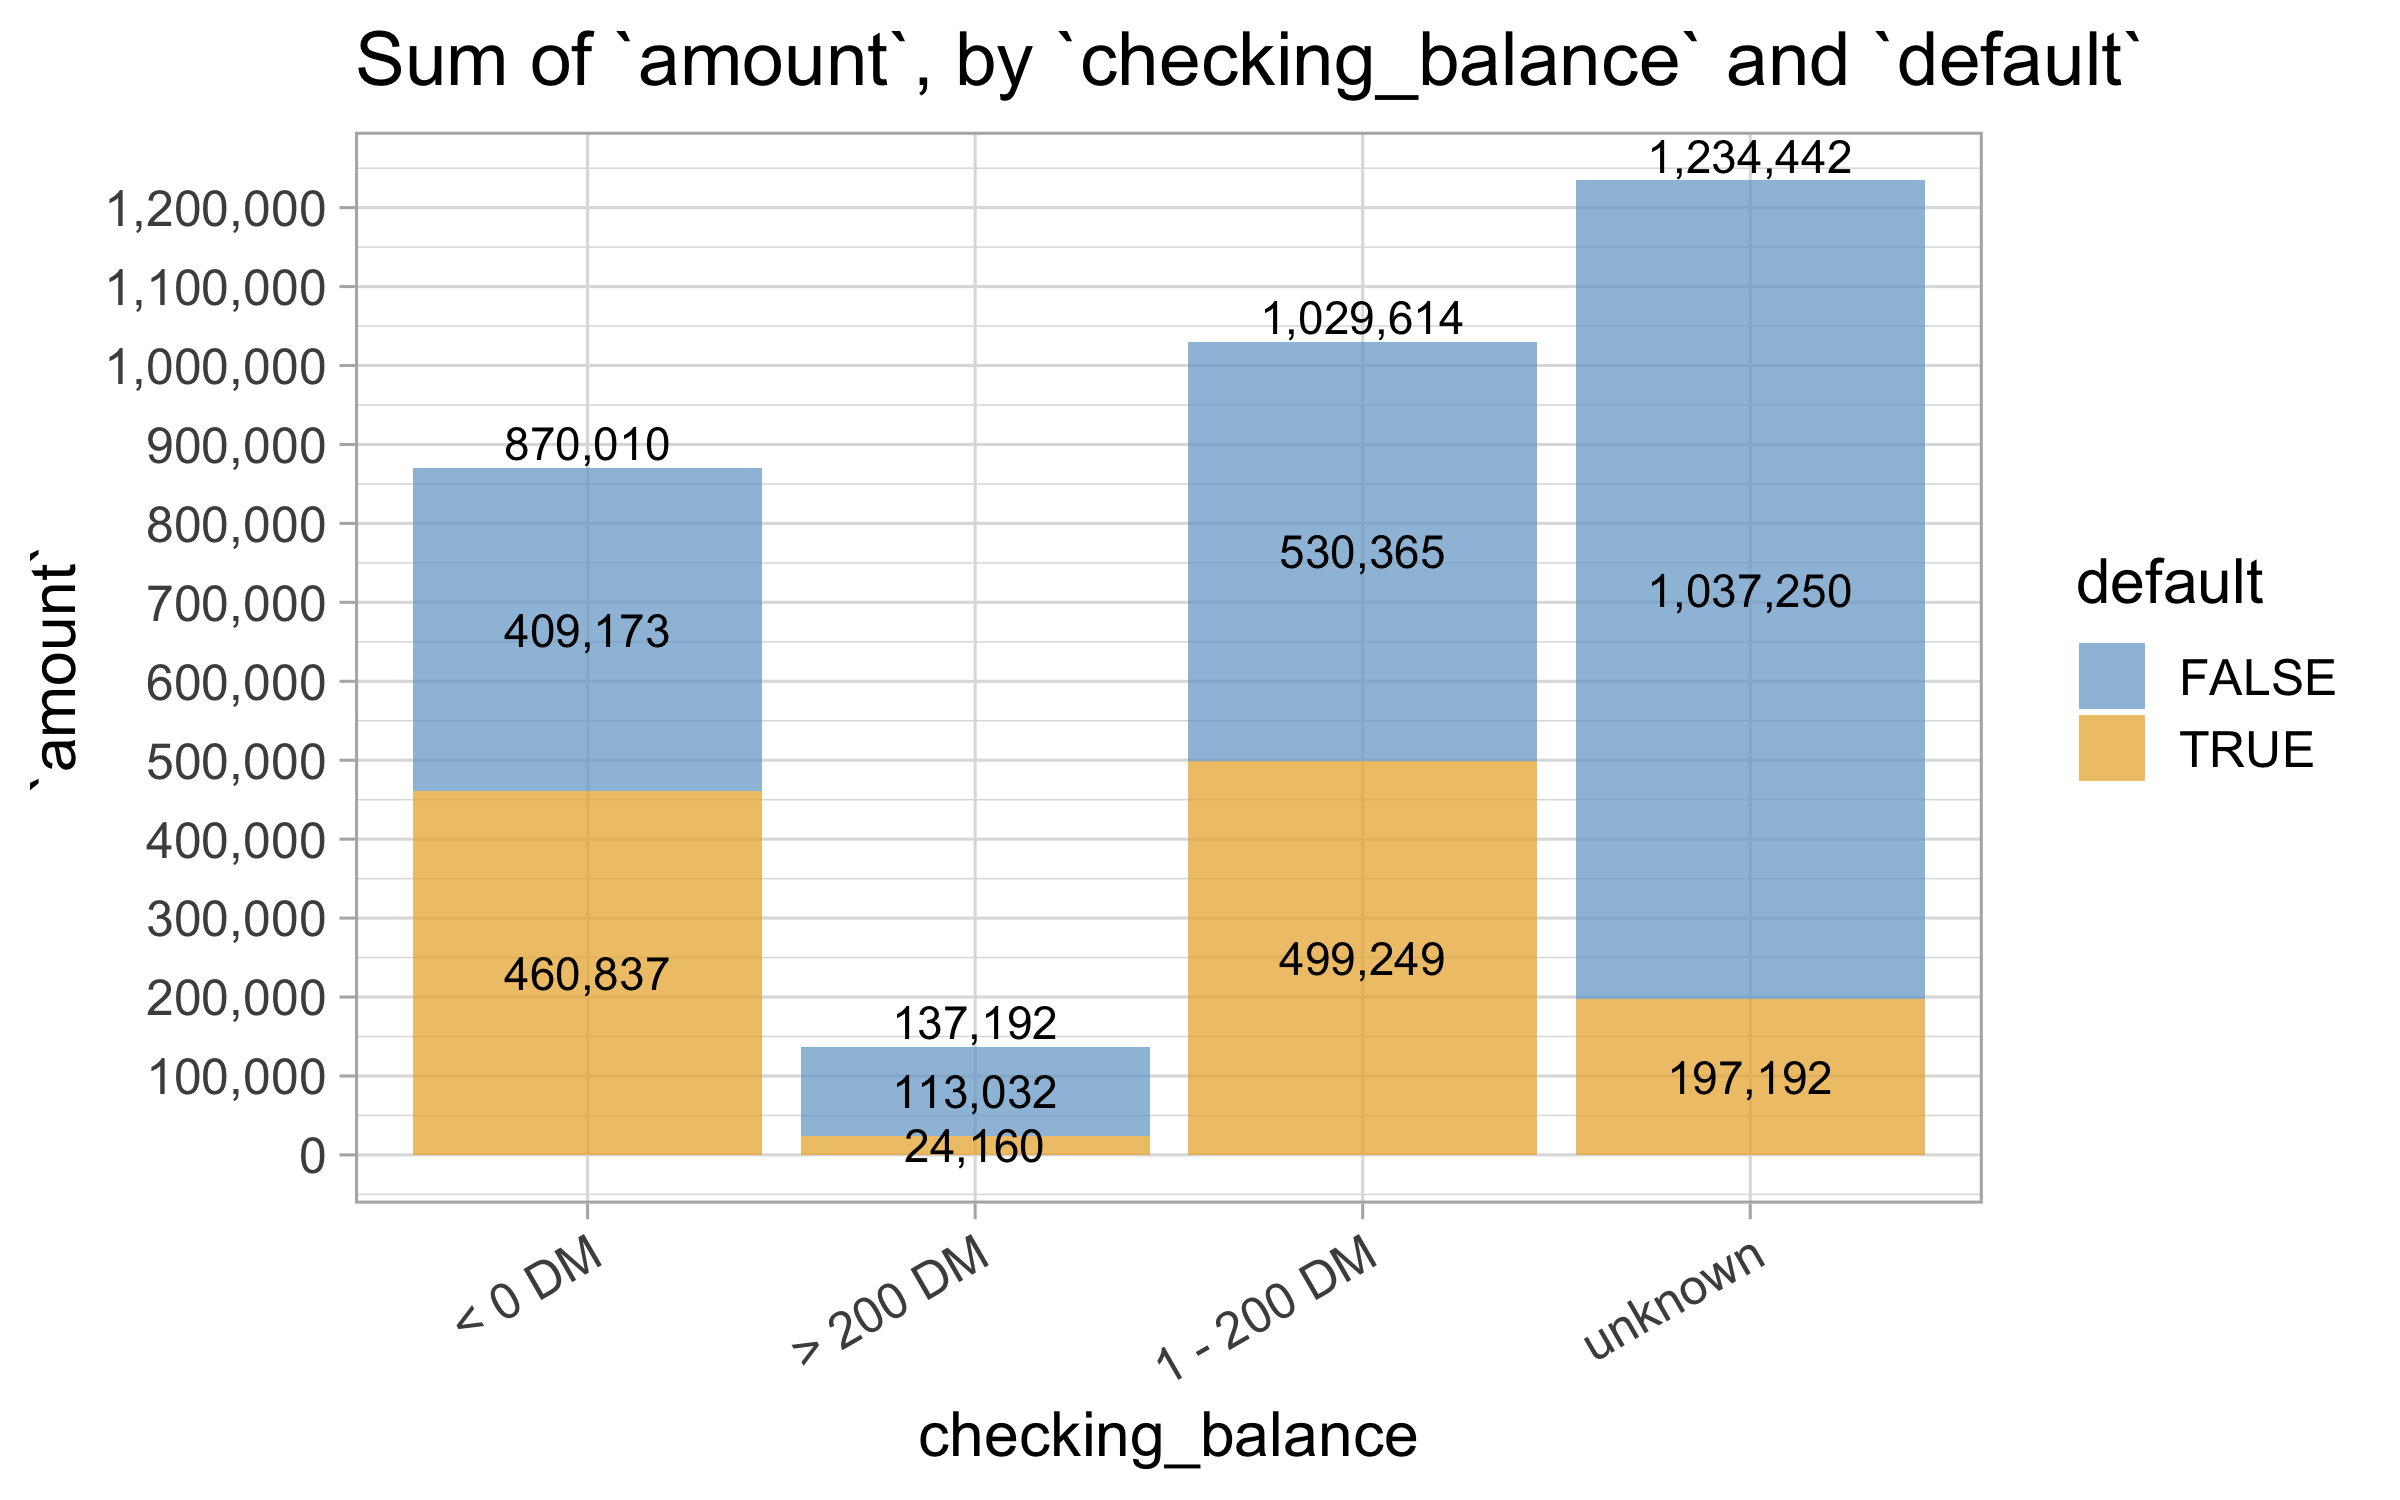 Sum of `amount`, by `checking_balance` and `default`
`amount`
1,200,000
1,100,000
1,000,000
900,000
800,000
700,000
600,000
500,000
400,000
300,000
200,000
100,000
0
870,010
409,173
460,837
137,192
113,032
24,160
1,029,614
530,365
499,249
1,234,442
1,037,250
197,192
< 0 DM
> 200 DM
1 - 200 DM
unknown
checking_balance
default
FALSE
TRUE